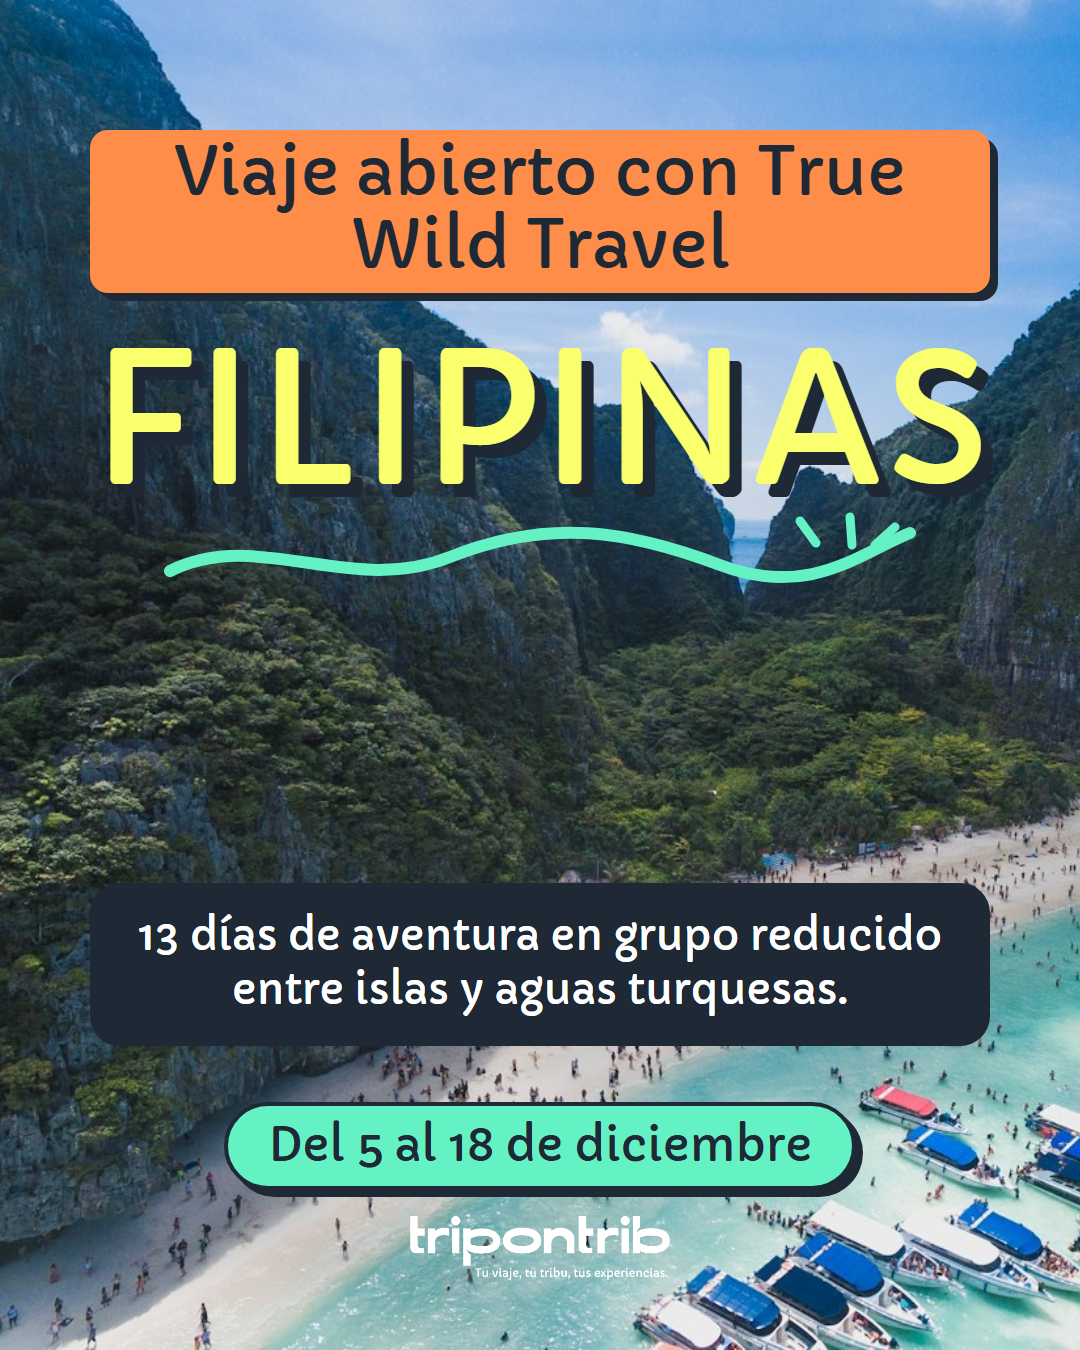 Viaje abierto con True
Wild Travel
FILIPINAS
13 días de aventura en grupo reducido
entre islas y aguas turquesas.
Del 5 al 18 de diciembre
tripontrib
Tu viaje, tu tribu, tus experiencias.